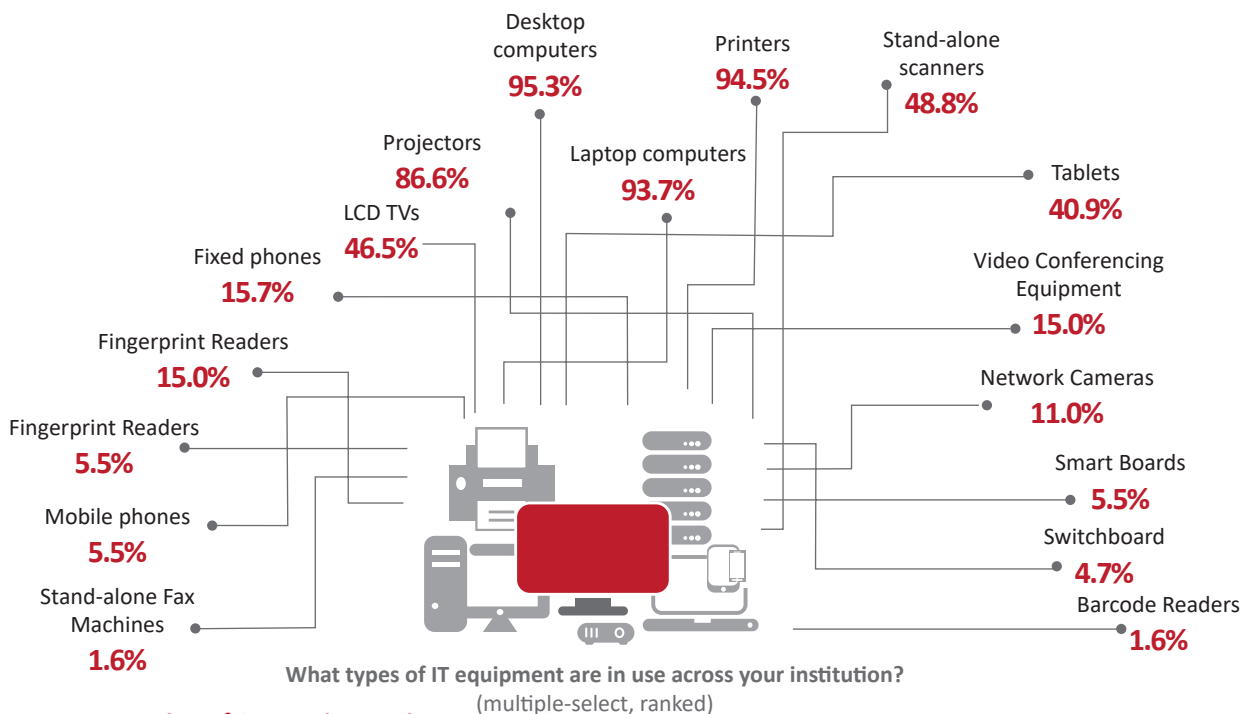 Desktop
computers
95.3%
Printers
94.5%
Stand-alone
scanners
48.8%
Projectors
86.6%
Laptop computers
93.7%
Tablets
40.9%
LCD TVs
46.5%
Fixed phones
15.7%
Video Conferencing
Equipment
15.0%
Fingerprint Readers
15.0%
Network Cameras
11.0%
Fingerprint Readers
5.5%
Smart Boards
5.5%
Mobile phones
5.5%
Switchboard
4.7%
Stand-alone Fax
Machines
1.6%
Barcode Readers
1.6%
What types of IT equipment are in use across your institution?
(multiple-select, ranked)